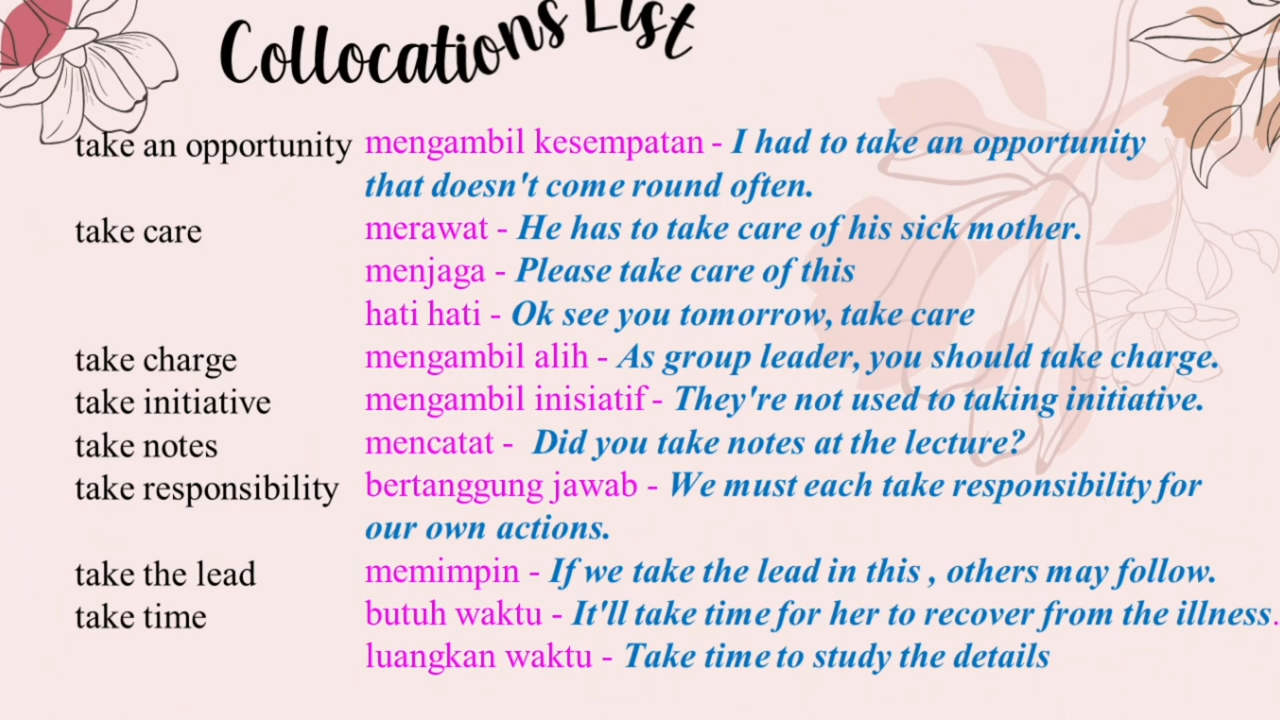 Collocations List
take an opportunity mengambil kesempatan - I had to take an opportunity
that doesn't come round often.
take care merawat - He has to take care of his sick mother.
menjaga - Please take care of this
hati hati - Ok see you tomorrow, take care
take charge mengambil alih - As group leader, you should take charge.
take initiative mengambil inisiatif - They're not used to taking initiative.
take notes mencatat - Did you take notes at the lecture?
take responsibility bertanggung jawab - We must each take responsibility for
our own actions.
take the lead memimpin - If we take the lead in this , others may follow.
take time butuh waktu - It'll take time for her to recover from the illness.
luangkan waktu - Take time to study the details